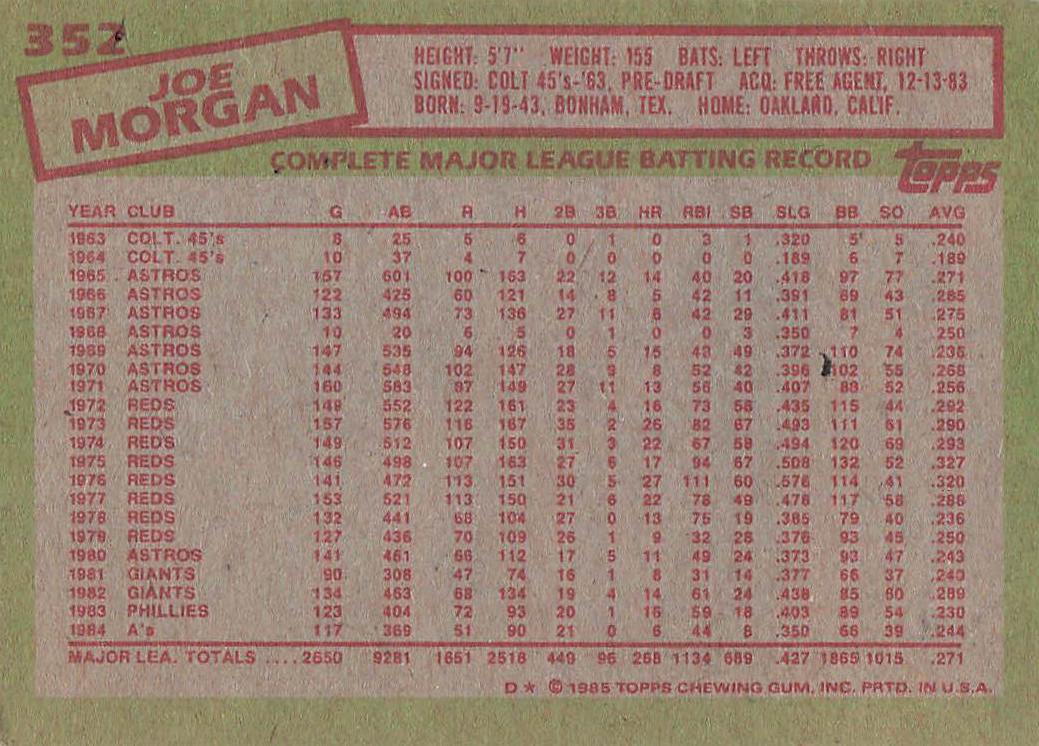 352
JOE
MORGAN
HEIGHT: 5'7" WEIGHT: 155 BATS: LEFT THROWS: RIGHT
SIGNED: COLT 45's-'63, PRE-DRAFT ACQ: FREE AGENT, 12-13-83
BORN: 9-19-43, BONHAM, TEX. HOME: OAKLAND, CALIF.
COMPLETE MAJOR LEAGUE BATTING RECORD topps
YEAR CLUB G AB R H 2B 3B HR RBI SB SLG BB SO AVG
1963 COLT. 45's 8 25 5 6 0 1 0 3 1 .320 5 5 .240
1964 COLT. 45's 10 37 4 7 0 0 0 0 0 .189 6 7 .189
1965 ASTROS 157 601 100 163 22 12 14 40 20 .418 97 77 .271
1966 ASTROS 122 425 60 121 14 8 5 42 11 .391 89 43 .285
1967 ASTROS 133 494 73 136 27 11 6 42 29 .411 81 51 .275
1968 ASTROS 10 20 6 5 0 1 0 0 3 .350 7 4 .250
1969 ASTROS 147 535 94 126 18 5 15 43 49 .372 110 74 .236
1970 ASTROS 144 548 102 147 28 9 8 52 42 .396 102 55 .268
1971 ASTROS 160 583 87 149 27 11 13 56 40 .407 88 52 .256
1972 REDS 149 552 122 161 23 4 16 73 58 .435 115 44 .292
1973 REDS 157 576 116 167 35 2 26 82 67 .493 111 61 .290
1974 REDS 149 512 107 150 31 3 22 67 58 .494 120 69 .293
1975 REDS 146 498 107 163 27 6 17 94 67 .508 132 52 .327
1976 REDS 141 472 113 151 30 5 27 111 60 .576 114 41 .320
1977 REDS 153 521 113 150 21 6 22 78 49 .478 117 58 .288
1978 REDS 132 441 68 104 27 0 13 75 19 .385 79 40 .236
1979 REDS 127 436 70 109 26 1 9 32 28 .376 93 45 .250
1980 ASTROS 141 461 66 112 17 5 11 49 24 .373 93 47 .243
1981 GIANTS 90 308 47 74 16 1 8 31 14 .377 66 37 .240
1982 GIANTS 134 463 68 134 19 4 14 61 24 .438 85 60 .289
1983 PHILLIES 123 404 72 93 20 1 16 59 18 .403 89 54 .230
1984 A's 117 369 51 90 21 0 6 44 8 .350 66 39 .244
MAJOR LEA. TOTALS .... 2650 9281 1651 2518 449 96 268 1134 689 .427 1865 1015 .271
D* © 1985 TOPPS CHEWING GUM, INC. PRTD. IN U.S.A.